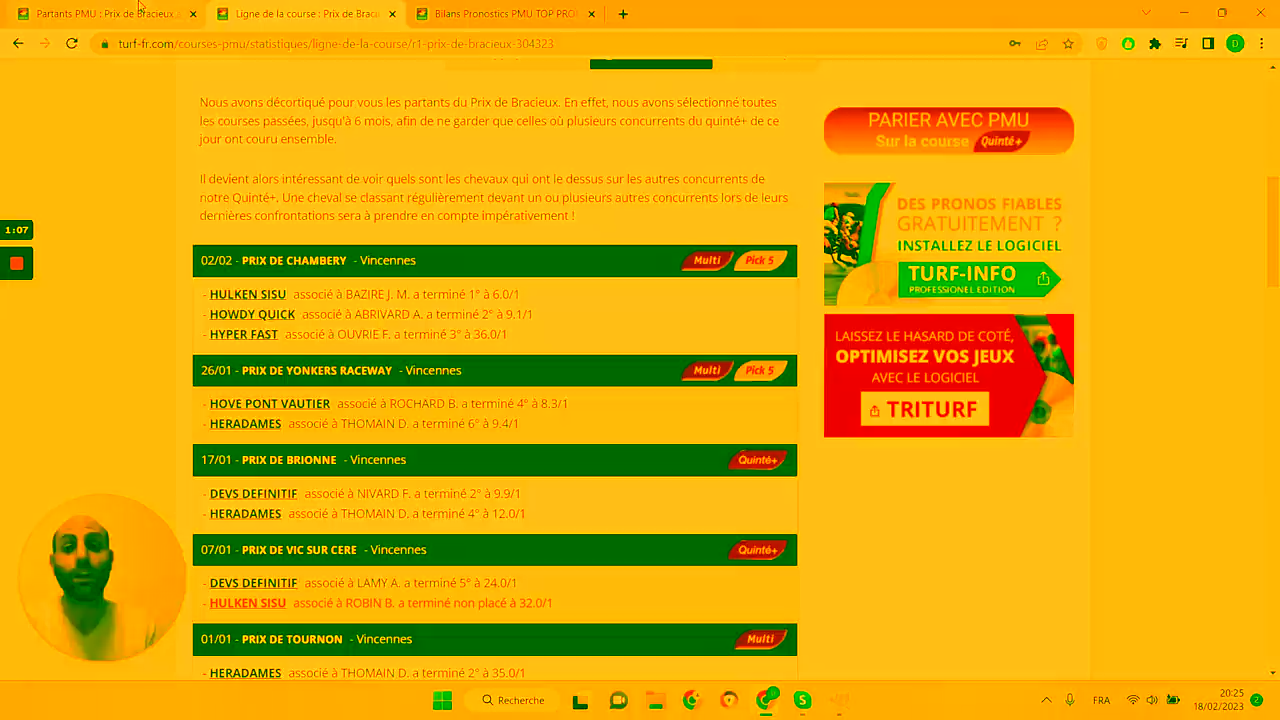 Partants PMU : Prix de Bracieux,
Ligne de la course : Prix de Brac
Bilans Pronostics PMU TOP PRO
turf-fr.com/courses-pmu/statistiques/ligne-de-la-course/r1-prix-de-bracieux-304323
D
Nous avons décortiqué pour vous les partants du Prix de Bracieux. En effet, nous avons sélectionné toutes
les courses passées, jusqu'à 6 mois, afin de ne garder que celles où plusieurs concurrents du quinté+ de ce
jour ont couru ensemble.
Il devient alors intéressant de voir quels sont les chevaux qui ont le dessus sur les autres concurrents de
notre Quinté+. Une cheval se classant régulièrement devant un ou plusieurs autres concurrents lors de leurs
dernières confrontations sera à prendre en compte impérativement !
PARIER AVEC PMU
Sur la course Quinté+
DES PRONOS FIABLES
GRATUITEMENT ?
INSTALLEZ LE LOGICIEL
TURF-INFO
PROFESSIONEL EDITION
LAISSEZ LE HASARD DE COTÉ,
OPTIMISEZ VOS JEUX
AVEC LE LOGICIEL
TRITURF
1:07
02/02 - PRIX DE CHAMBERY - Vincennes Multi Pick 5
- HULKEN SISU associé à BAZIRE J. M. a terminé 1° à 6.0/1
- HOWDY QUICK associé à ABRIVARD A. a terminé 2° à 9.1/1
- HYPER FAST associé à OUVRIE F. a terminé 3° à 36.0/1
26/01 - PRIX DE YONKERS RACEWAY - Vincennes Multi Pick 5
- HOVE PONT VAUTIER associé à ROCHARD B. a terminé 4° à 8.3/1
- HERADAMES associé à THOMAIN D. a terminé 6° à 9.4/1
17/01 - PRIX DE BRIONNE - Vincennes Quinté+
- DEVS DEFINITIF associé à NIVARD F. a terminé 2° à 9.9/1
- HERADAMES associé à THOMAIN D. a terminé 4° à 12.0/1
07/01 - PRIX DE VIC SUR CERE - Vincennes Quinté+
- DEVS DEFINITIF associé à LAMY A. a terminé 5° à 24.0/1
- HULKEN SISU associé à ROBIN B. a terminé non placé à 32.0/1
01/01 - PRIX DE TOURNON - Vincennes Multi
- HERADAMES associé à THOMAIN D. a terminé 2° à 35.0/1
Recherche
FRA
20:25
18/02/2023
2